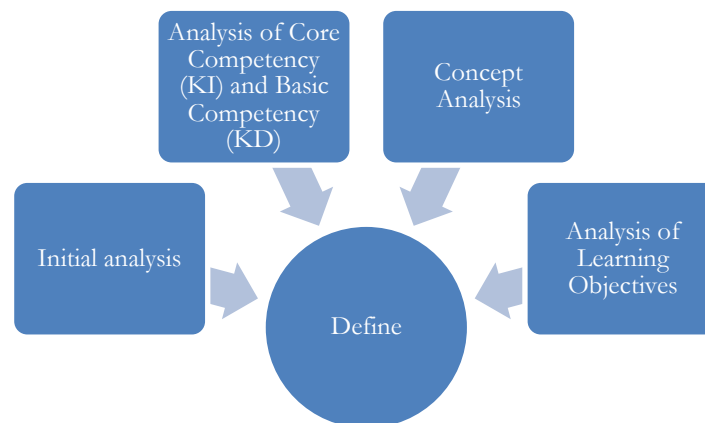 Analysis of Core
Competency
(KI) and Basic
Competency
(KD)
Concept
Analysis
Initial analysis
Analysis of
Learning
Objectives
Define